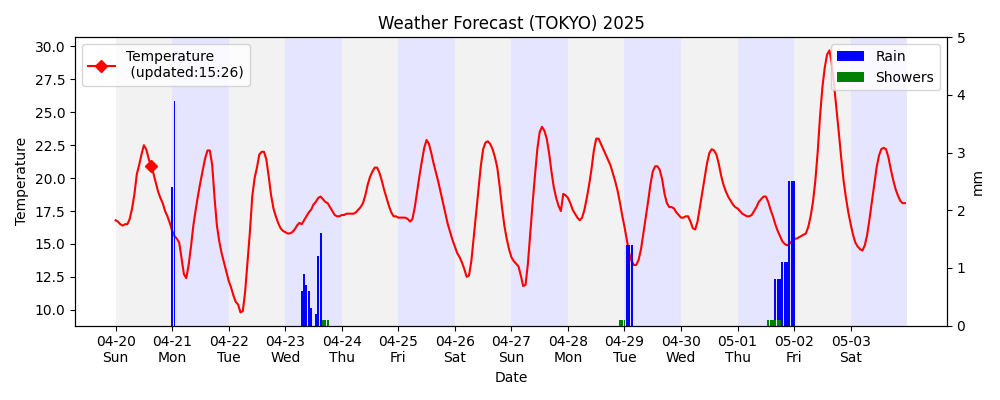 Weather Forecast (TOKYO) 2025
Temperature
(updated:15:26)
Rain
Showers
30.0
27.5
25.0
22.5
20.0
17.5
15.0
12.5
10.0
Temperature
5
4
3
2
1
0
mm
04-20 04-21 04-22 04-23 04-24 04-25 04-26 04-27 04-28 04-29 04-30 05-01 05-02 05-03
Sun Mon Tue Wed Thu Fri Sat Sun Mon Tue Wed Thu Fri Sat
Date